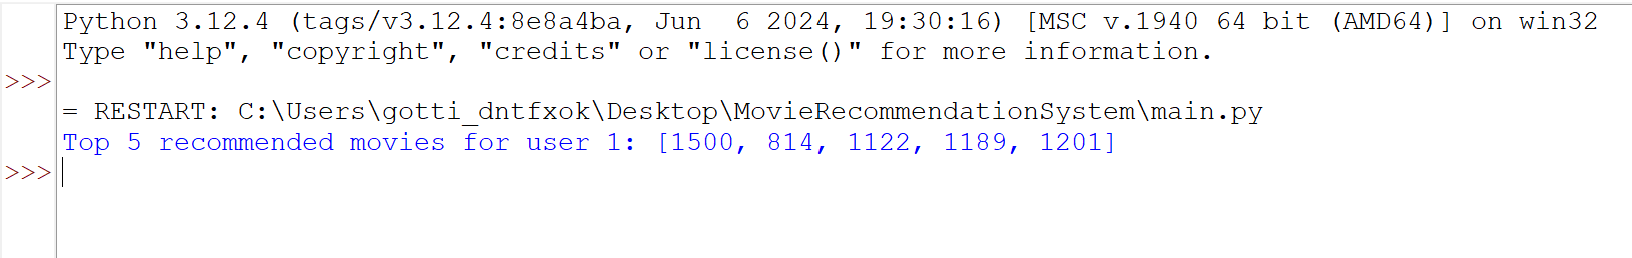 Python 3.12.4 (tags/v3.12.4:8e8a4ba, Jun  6 2024, 19:30:16) [MSC v.1940 64 bit (AMD64)] on win32
Type "help", "copyright", "credits" or "license()" for more information.
>>>
= RESTART: C:\Users\gotti_dntfxok\Desktop\MovieRecommendationSystem\main.py
Top 5 recommended movies for user 1: [1500, 814, 1122, 1189, 1201]
>>>